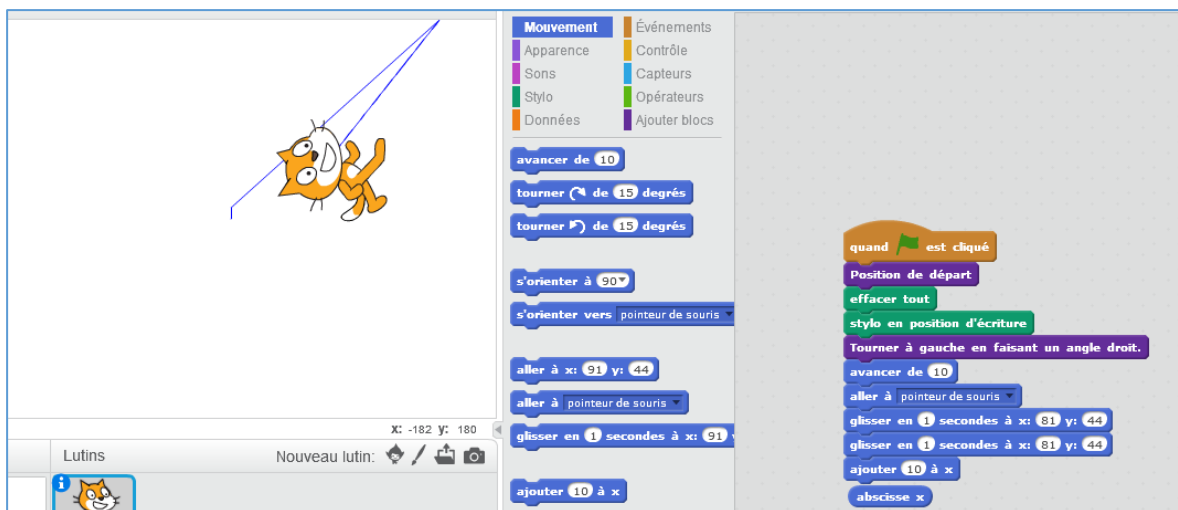 Mouvement
Apparence
Sons
Stylo
Données
Événements
Contrôle
Capteurs
Opérateurs
Ajouter blocs
avancer de 10
tourner de 15 degrés
tourner de 15 degrés
s'orienter à 90
s'orienter vers pointeur de souris
aller à x: 91 y: 44
aller à pointeur de souris
glisser en 1 secondes à x: 91
ajouter 10 à x
quand est cliqué
Position de départ
effacer tout
stylo en position d'écriture
Tourner à gauche en faisant un angle droit.
avancer de 10
aller à pointeur de souris
glisser en 1 secondes à x: 81 y: 44
glisser en 1 secondes à x: 81 y: 44
ajouter 10 à x
abscisse x
x: -182 y: 180
Lutins
Nouveau lutin:
i